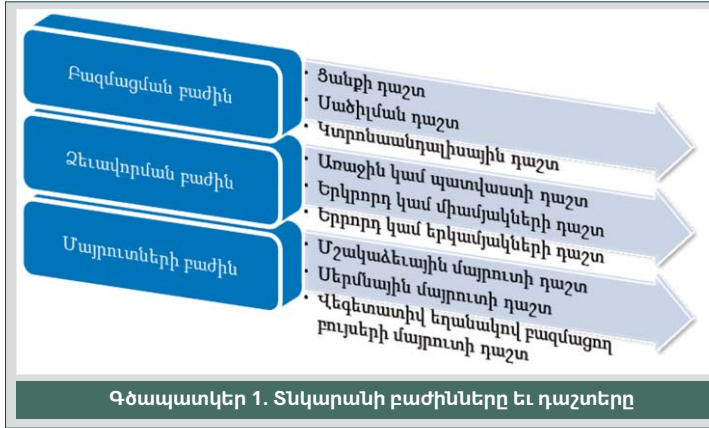 Բազմացման բաժին
• Ցանքի դաշտ
• Սածիլման դաշտ
• Կտրոնաանդալիսային դաշտ
Ձեւավորման բաժին
• Առաջին կամ պատվաստի դաշտ
• Երկրորդ կամ միամյակների դաշտ
• Երրորդ կամ երկամյակների դաշտ
Մայրուտների բաժին
• Մշակաձեւային մայրուտի դաշտ
• Սերմնային մայրուտի դաշտ
• Վեգետատիվ եղանակով բազմացող
բույսերի մայրուտի դաշտ
Գծապատկեր 1. Տնկարանի բաժինները եւ դաշտերը